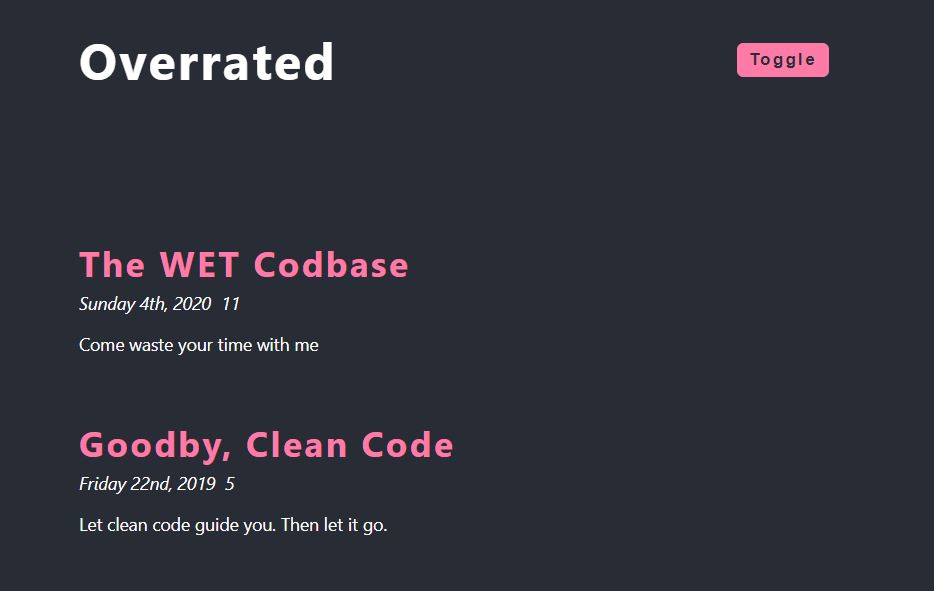 Overrated
Toggle
The WET Codbase
Sunday 4th, 2020 11
Come waste your time with me
Goodby, Clean Code
Friday 22nd, 2019 5
Let clean code guide you. Then let it go.